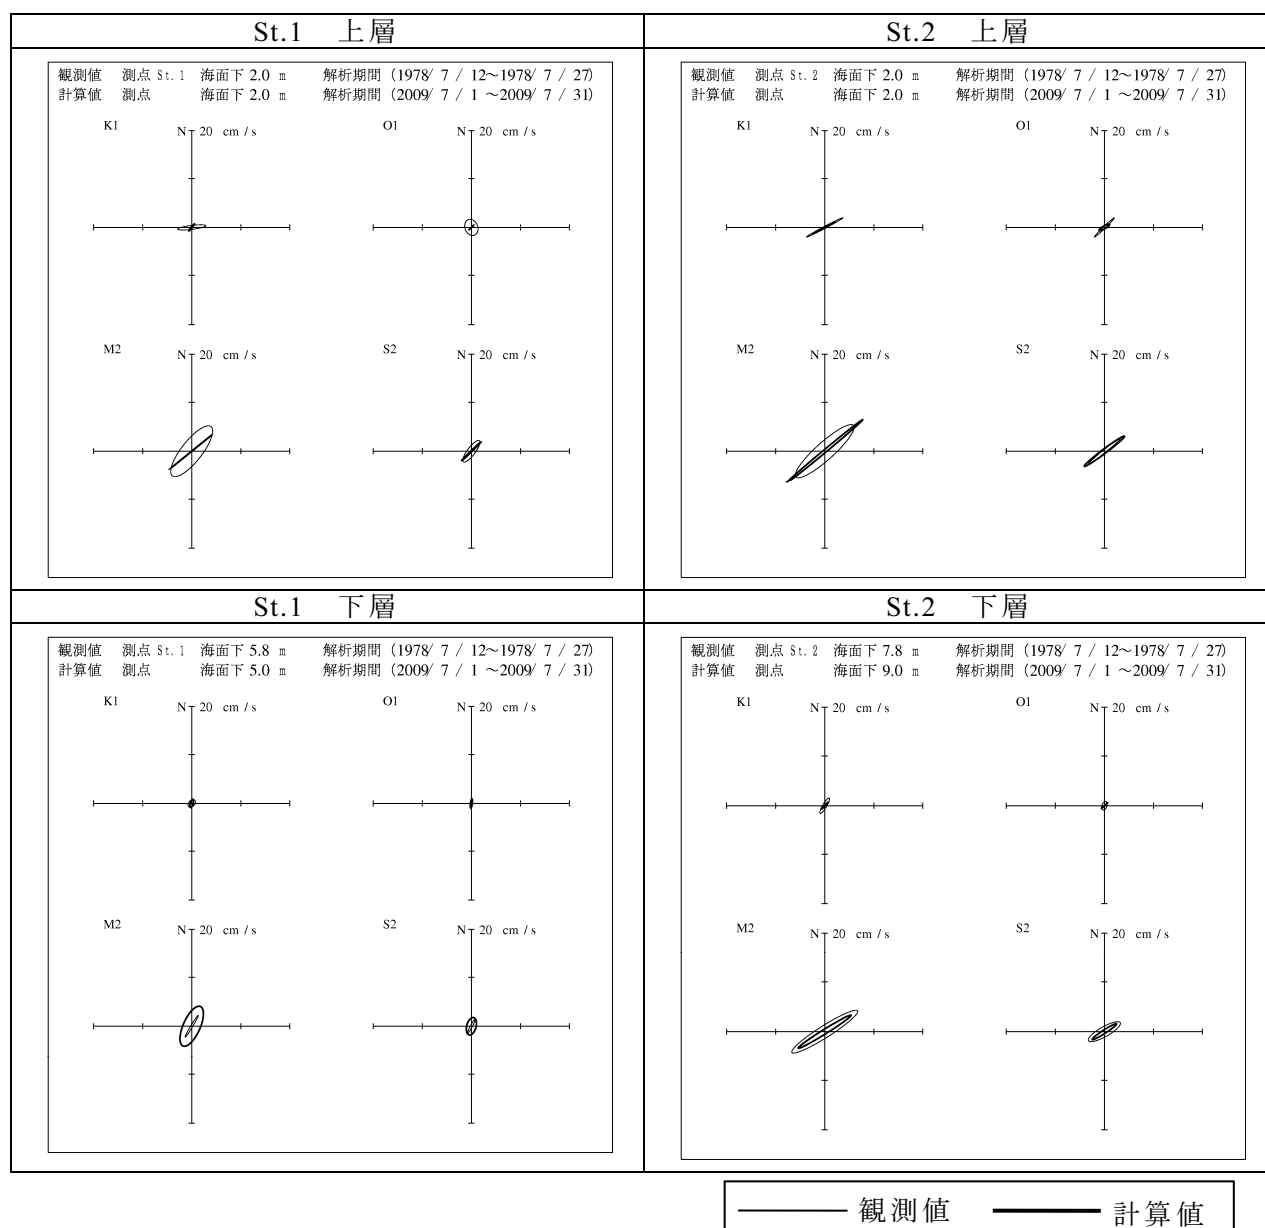 St.1 上層
観測値 測点 St.1 海面下 2.0 m 解析期間 (1978/ 7 / 12～1978/ 7 / 27)
計算値 測点 海面下 2.0 m 解析期間 (2009/ 7 / 1 ～2009/ 7 / 31)
K1 N 20 cm / s
O1 N 20 cm / s
M2 N 20 cm / s
S2 N 20 cm / s
St.2 上層
観測値 測点 St.2 海面下 2.0 m 解析期間 (1978/ 7 / 12～1978/ 7 / 27)
計算値 測点 海面下 2.0 m 解析期間 (2009/ 7 / 1 ～2009/ 7 / 31)
K1 N 20 cm / s
O1 N 20 cm / s
M2 N 20 cm / s
S2 N 20 cm / s
St.1 下層
観測値 測点 St.1 海面下 5.8 m 解析期間 (1978/ 7 / 12～1978/ 7 / 27)
計算値 測点 海面下 5.0 m 解析期間 (2009/ 7 / 1 ～2009/ 7 / 31)
K1 N 20 cm / s
O1 N 20 cm / s
M2 N 20 cm / s
S2 N 20 cm / s
St.2 下層
観測値 測点 St.2 海面下 7.8 m 解析期間 (1978/ 7 / 12～1978/ 7 / 27)
計算値 測点 海面下 9.0 m 解析期間 (2009/ 7 / 1 ～2009/ 7 / 31)
K1 N 20 cm / s
O1 N 20 cm / s
M2 N 20 cm / s
S2 N 20 cm / s
観測値 計算値